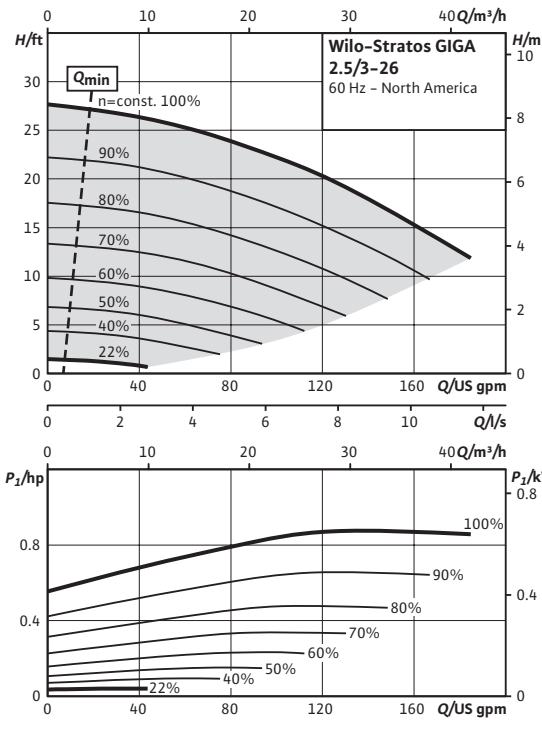 0 10 20 30 40 Q/m³/h
H/ft
H/m
Wilo-Stratos GIGA
2.5/3-26
60 Hz - North America
10
30
Qmin
n=const. 100%
8
25
90%
20
6
80%
15
70%
4
10
60%
50%
5
40%
2
22%
0
0
0 40 80 120 160 Q/US gpm
0 2 4 6 8 10 Q/l/s
0 10 20 30 40 Q/m³/h
P1/hp
P1/k
0.8
100%
0.8
90%
0.4
0.4
80%
70%
60%
50%
40%
22%
0
0
0 40 80 120 160 Q/US gpm